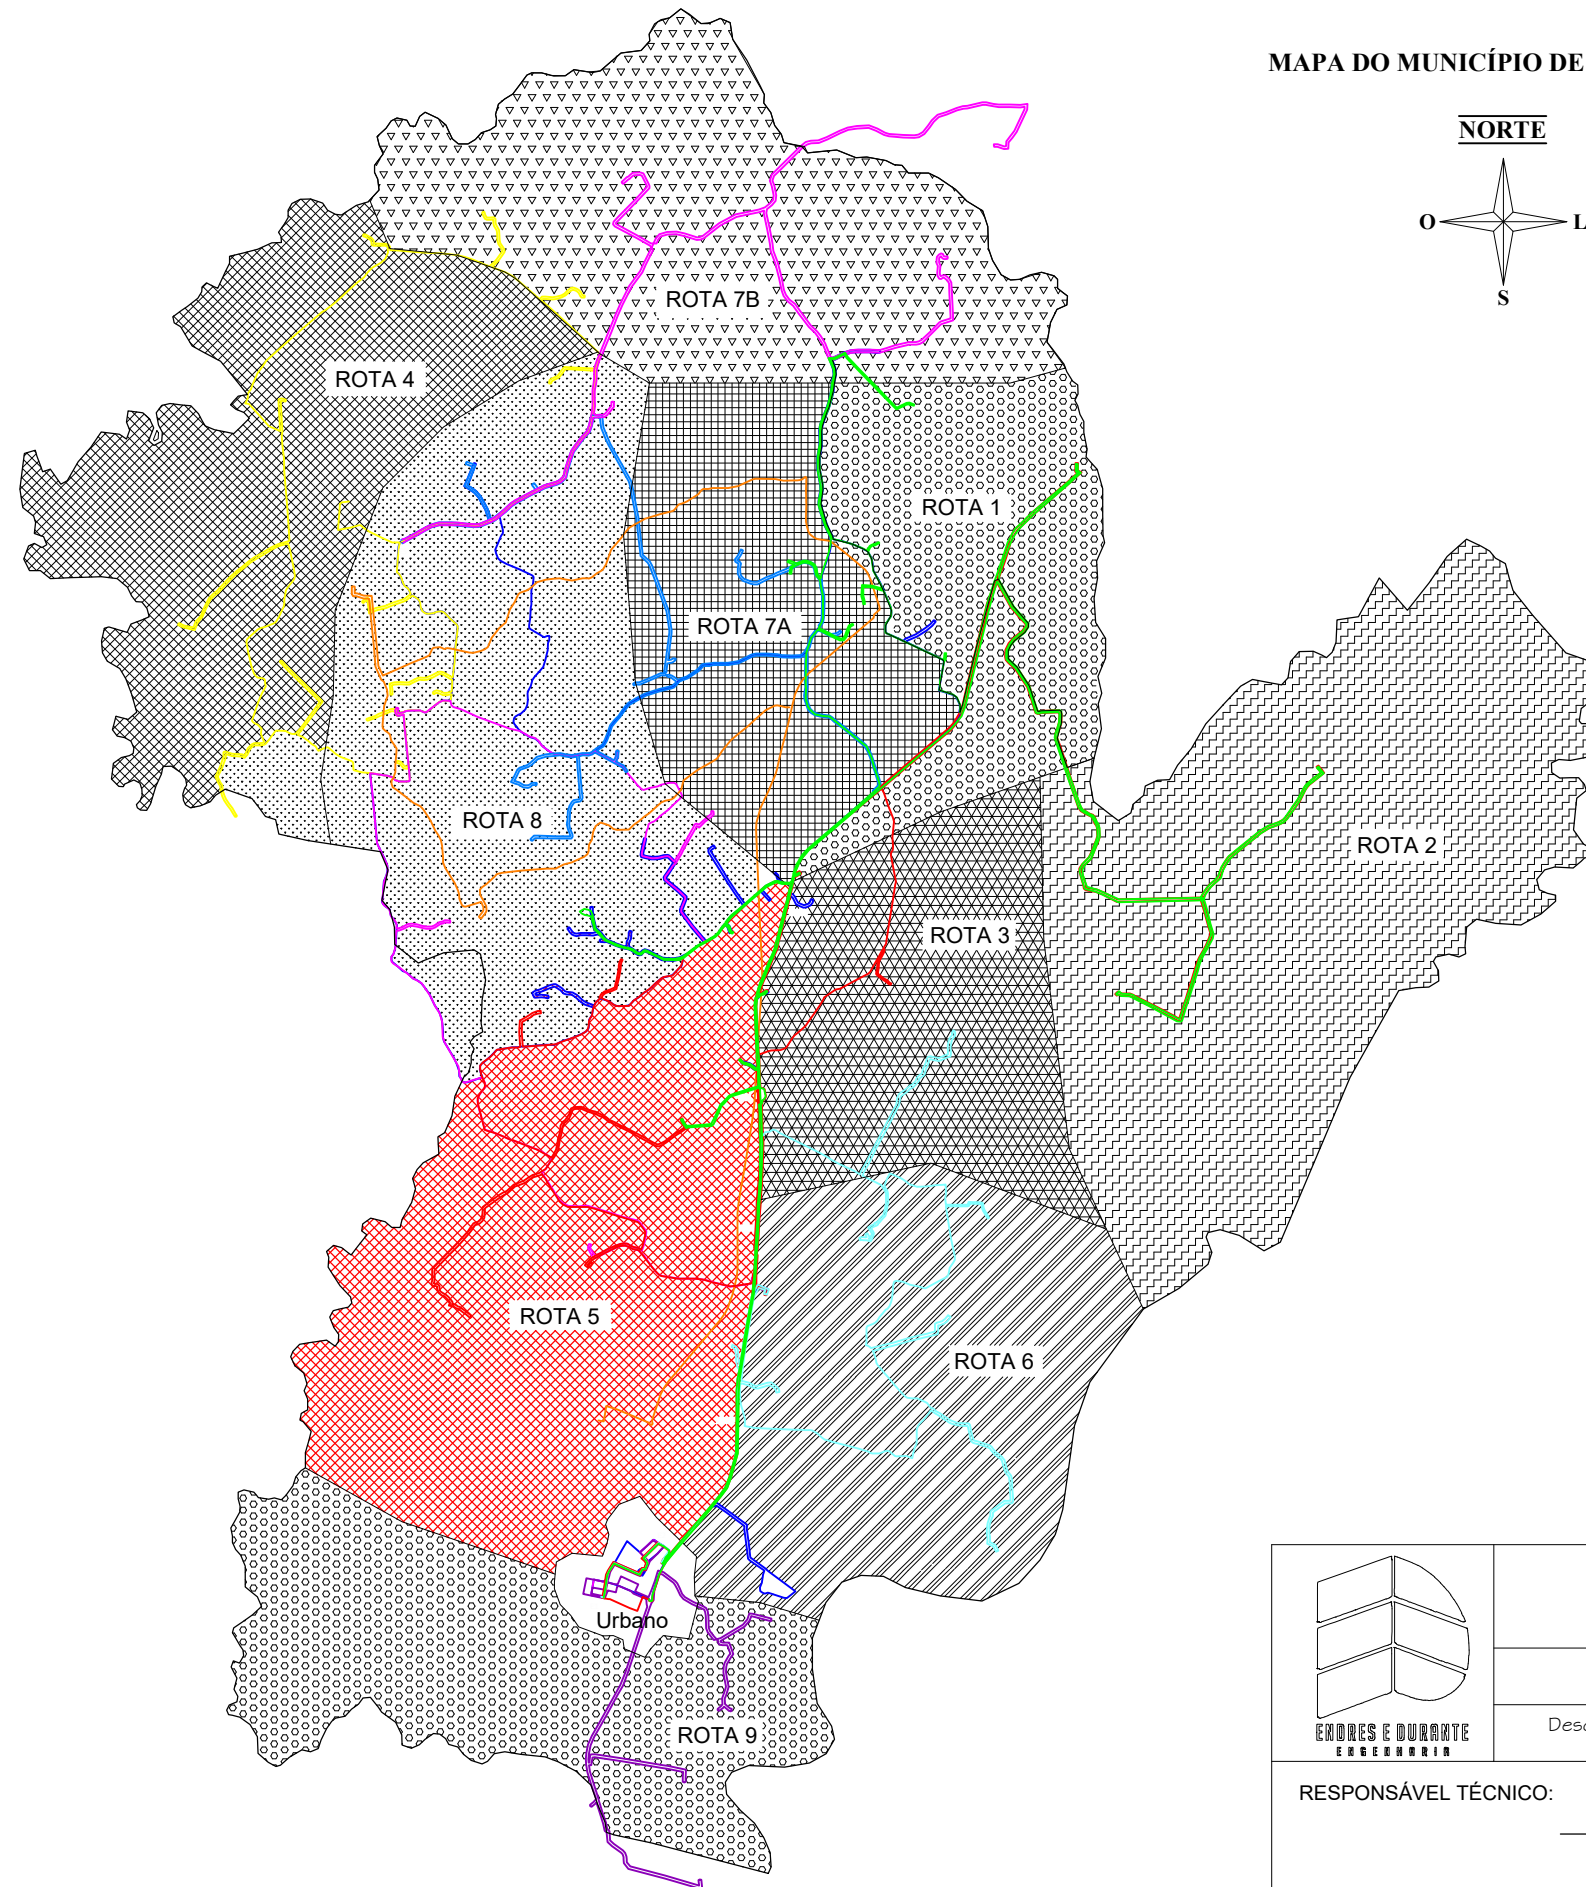 MAPA DO MUNICÍPIO DE
NORTE
O
L
S
ROTA 7B
ROTA 4
ROTA 1
ROTA 7A
ROTA 8
ROTA 2
ROTA 3
ROTA 5
ROTA 6
Urbano
ROTA 9
ENDRES E DURANTE
ENGENHARIA
RESPONSÁVEL TÉCNICO: